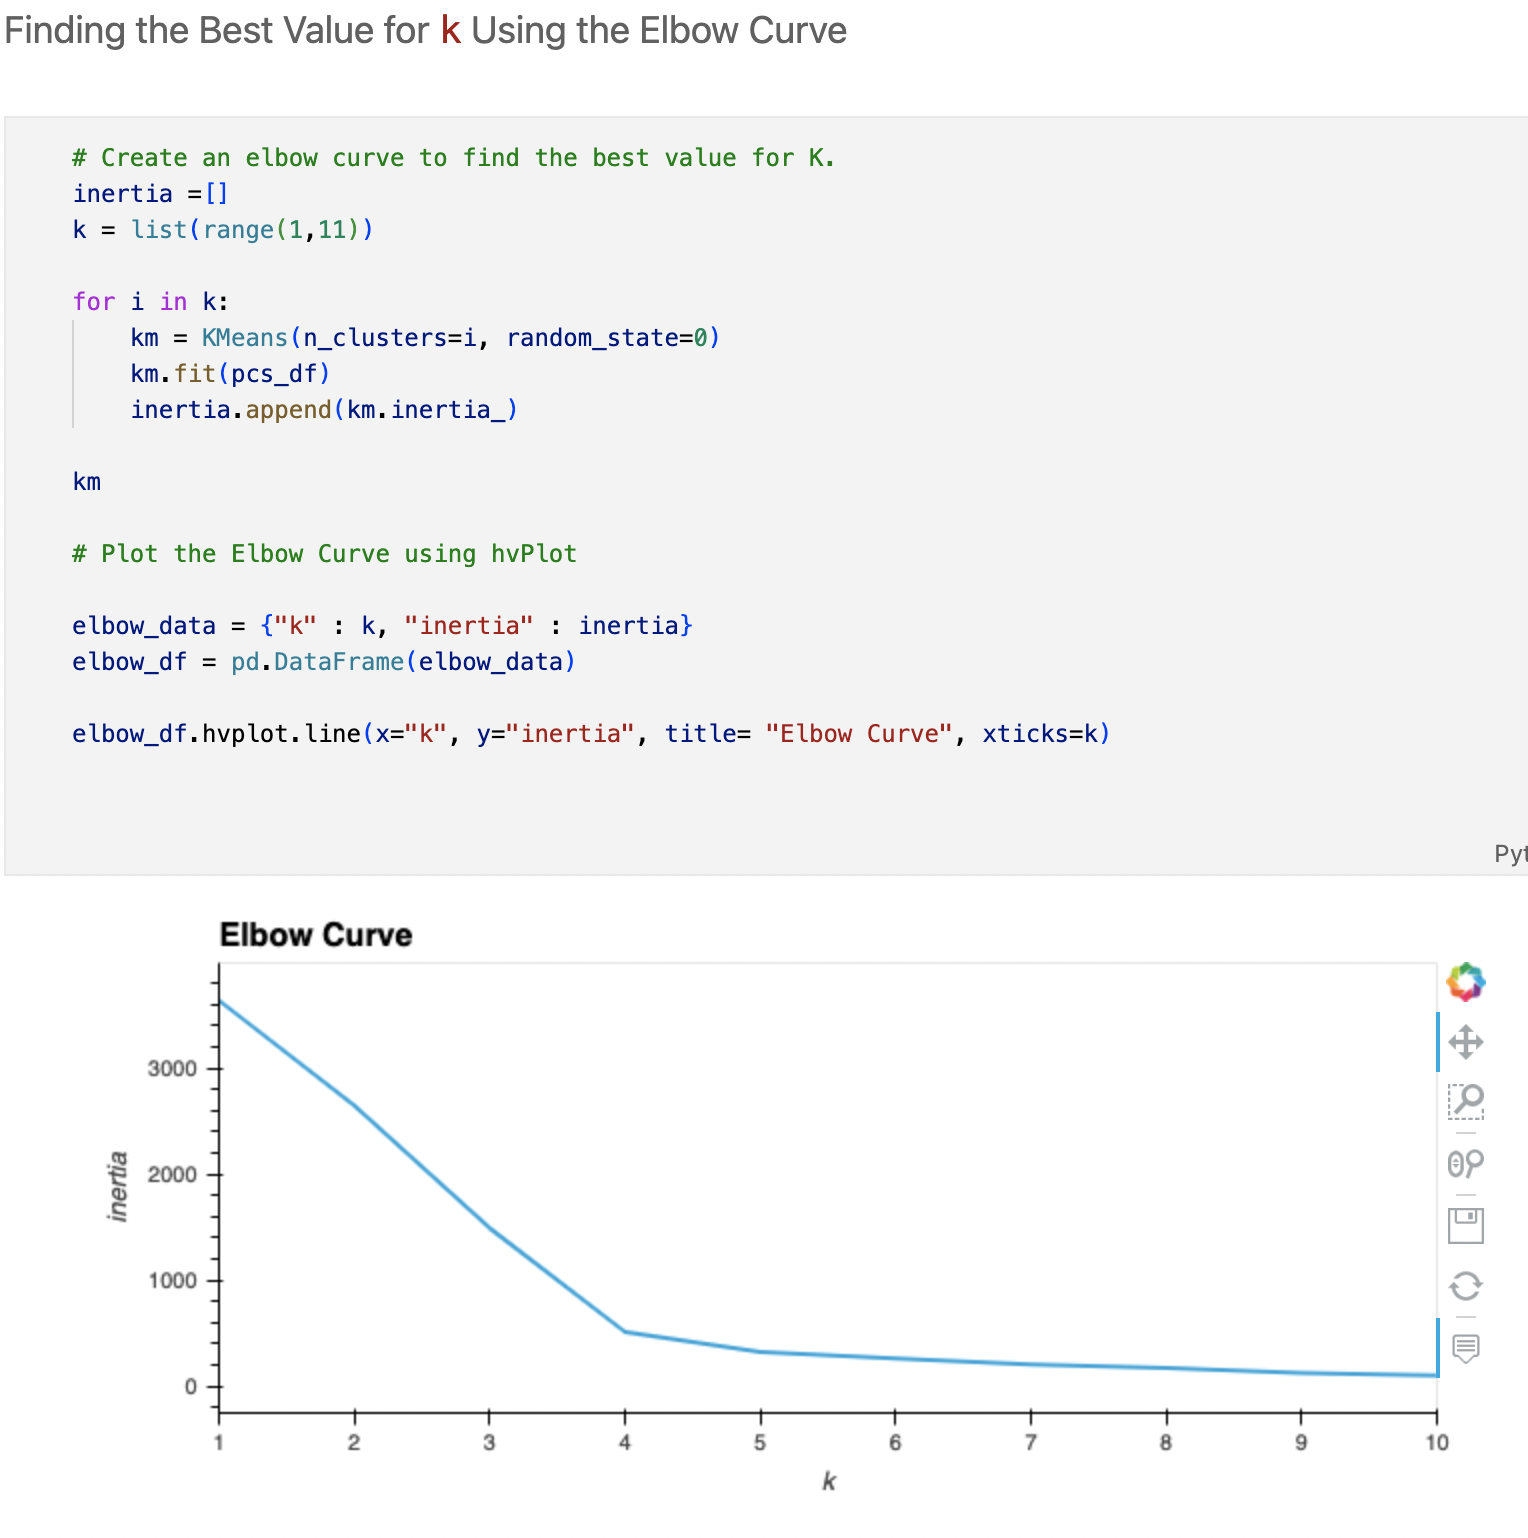 Finding the Best Value for k Using the Elbow Curve
# Create an elbow curve to find the best value for K.
inertia =[]
k = list(range(1,11))
for i in k:
    km = KMeans(n_clusters=i, random_state=0)
    km.fit(pcs_df)
    inertia.append(km.inertia_)
km
# Plot the Elbow Curve using hvPlot
elbow_data = {"k" : k, "inertia" : inertia}
elbow_df = pd.DataFrame(elbow_data)
elbow_df.hvplot.line(x="k", y="inertia", title= "Elbow Curve", xticks=k)
Pyt
Elbow Curve
3000
2000
1000
0
inertia
1 2 3 4 5 6 7 8 9 10
k